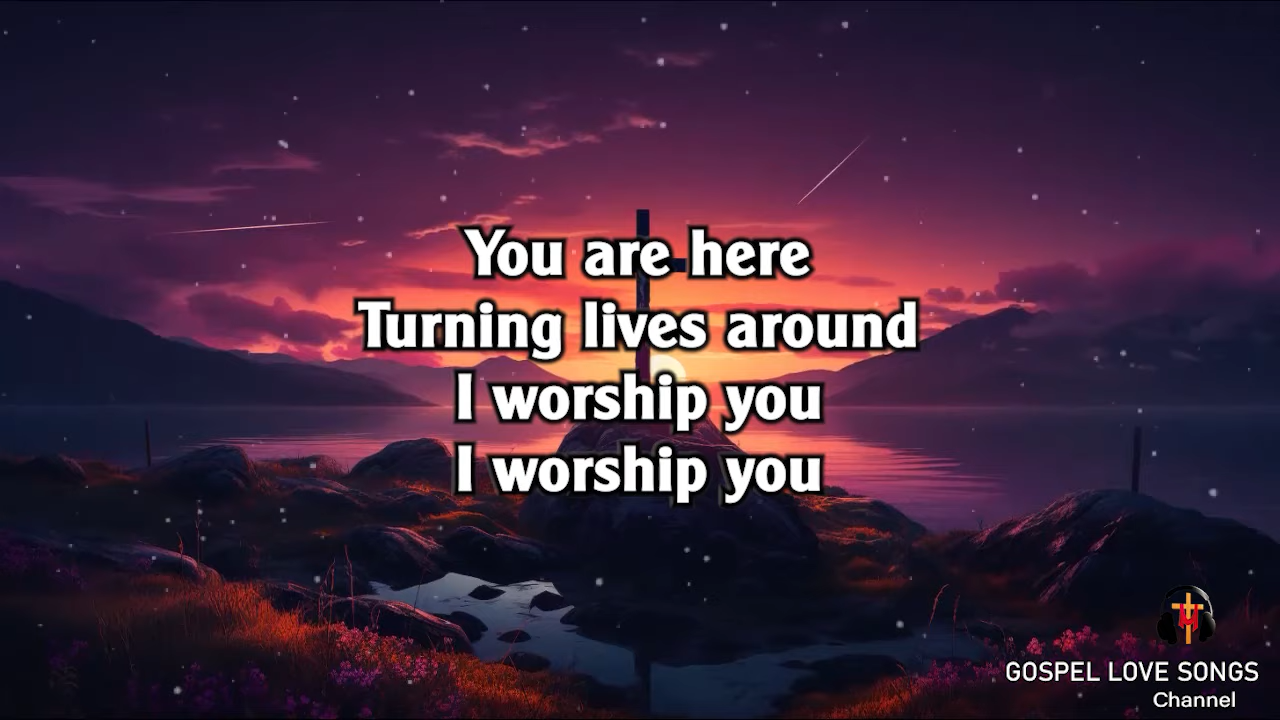 You are here
Turning lives around
I worship you
I worship you
GOSPEL LOVE SONGS
Channel